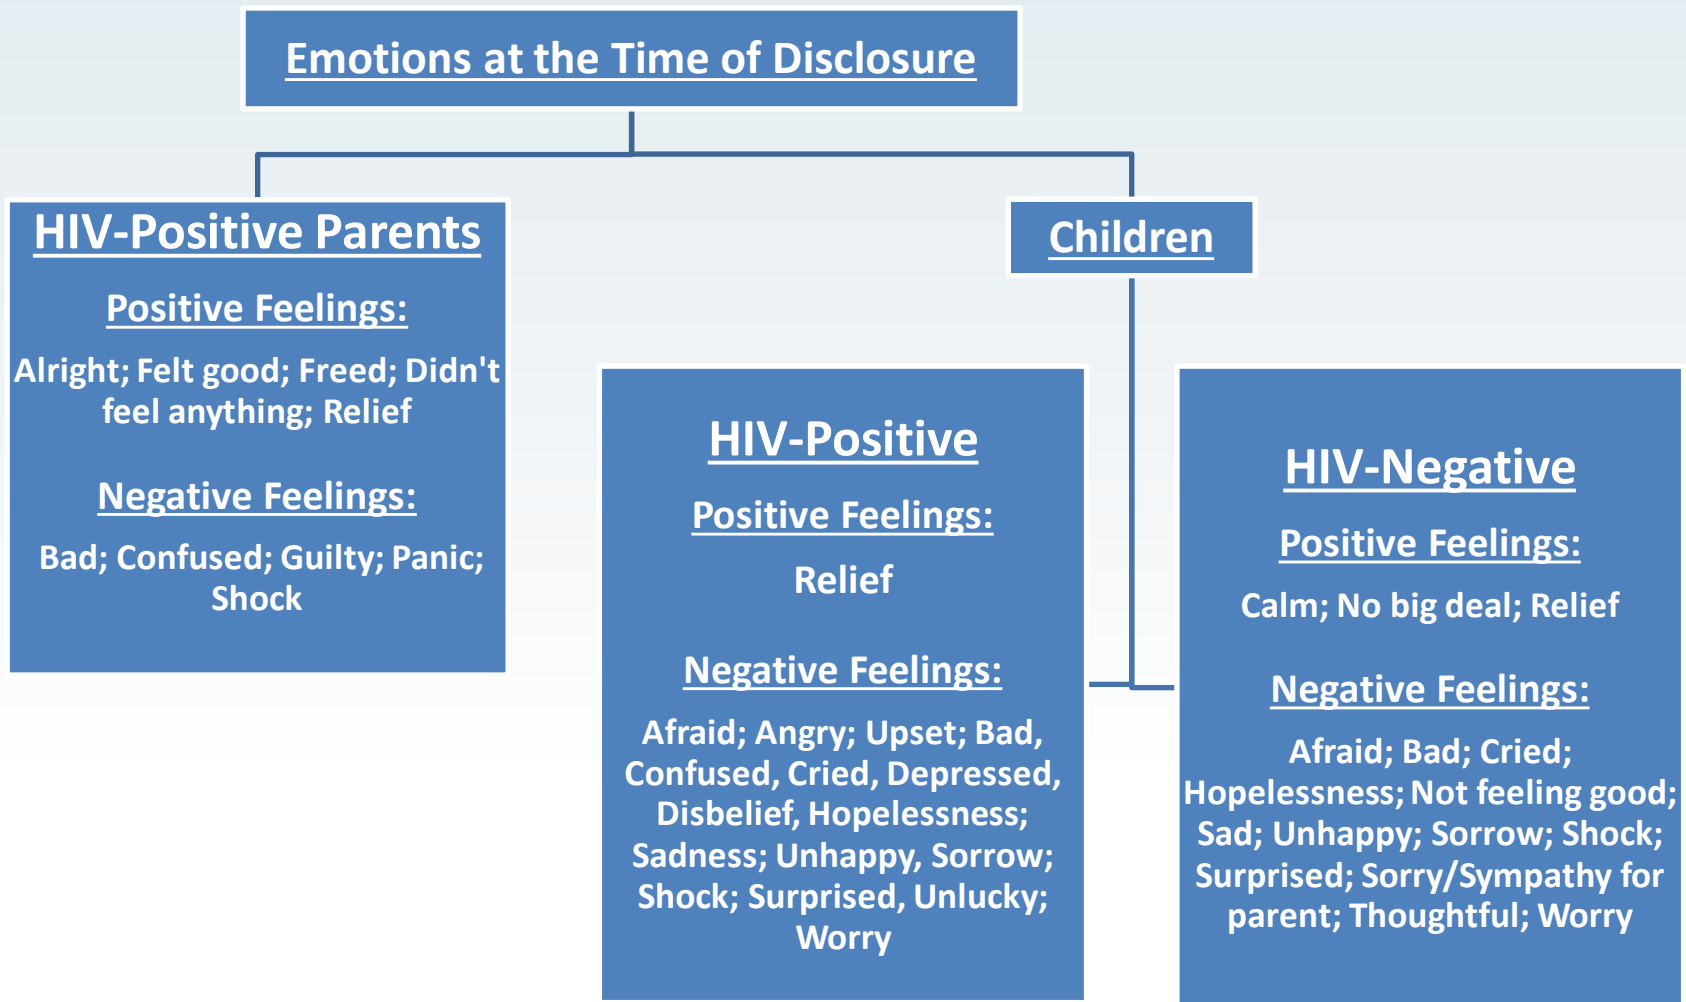 Emotions at the Time of Disclosure
HIV-Positive Parents
Positive Feelings:
Alright; Felt good; Freed; Didn't
feel anything; Relief
Negative Feelings:
Bad; Confused; Guilty; Panic;
Shock
Children
HIV-Positive
Positive Feelings:
Relief
Negative Feelings:
Afraid; Angry; Upset; Bad,
Confused, Cried, Depressed,
Disbelief, Hopelessness;
Sadness; Unhappy, Sorrow;
Shock; Surprised, Unlucky;
Worry
HIV-Negative
Positive Feelings:
Calm; No big deal; Relief
Negative Feelings:
Afraid; Bad; Cried;
Hopelessness; Not feeling good;
Sad; Unhappy; Sorrow; Shock;
Surprised; Sorry/Sympathy for
parent; Thoughtful; Worry